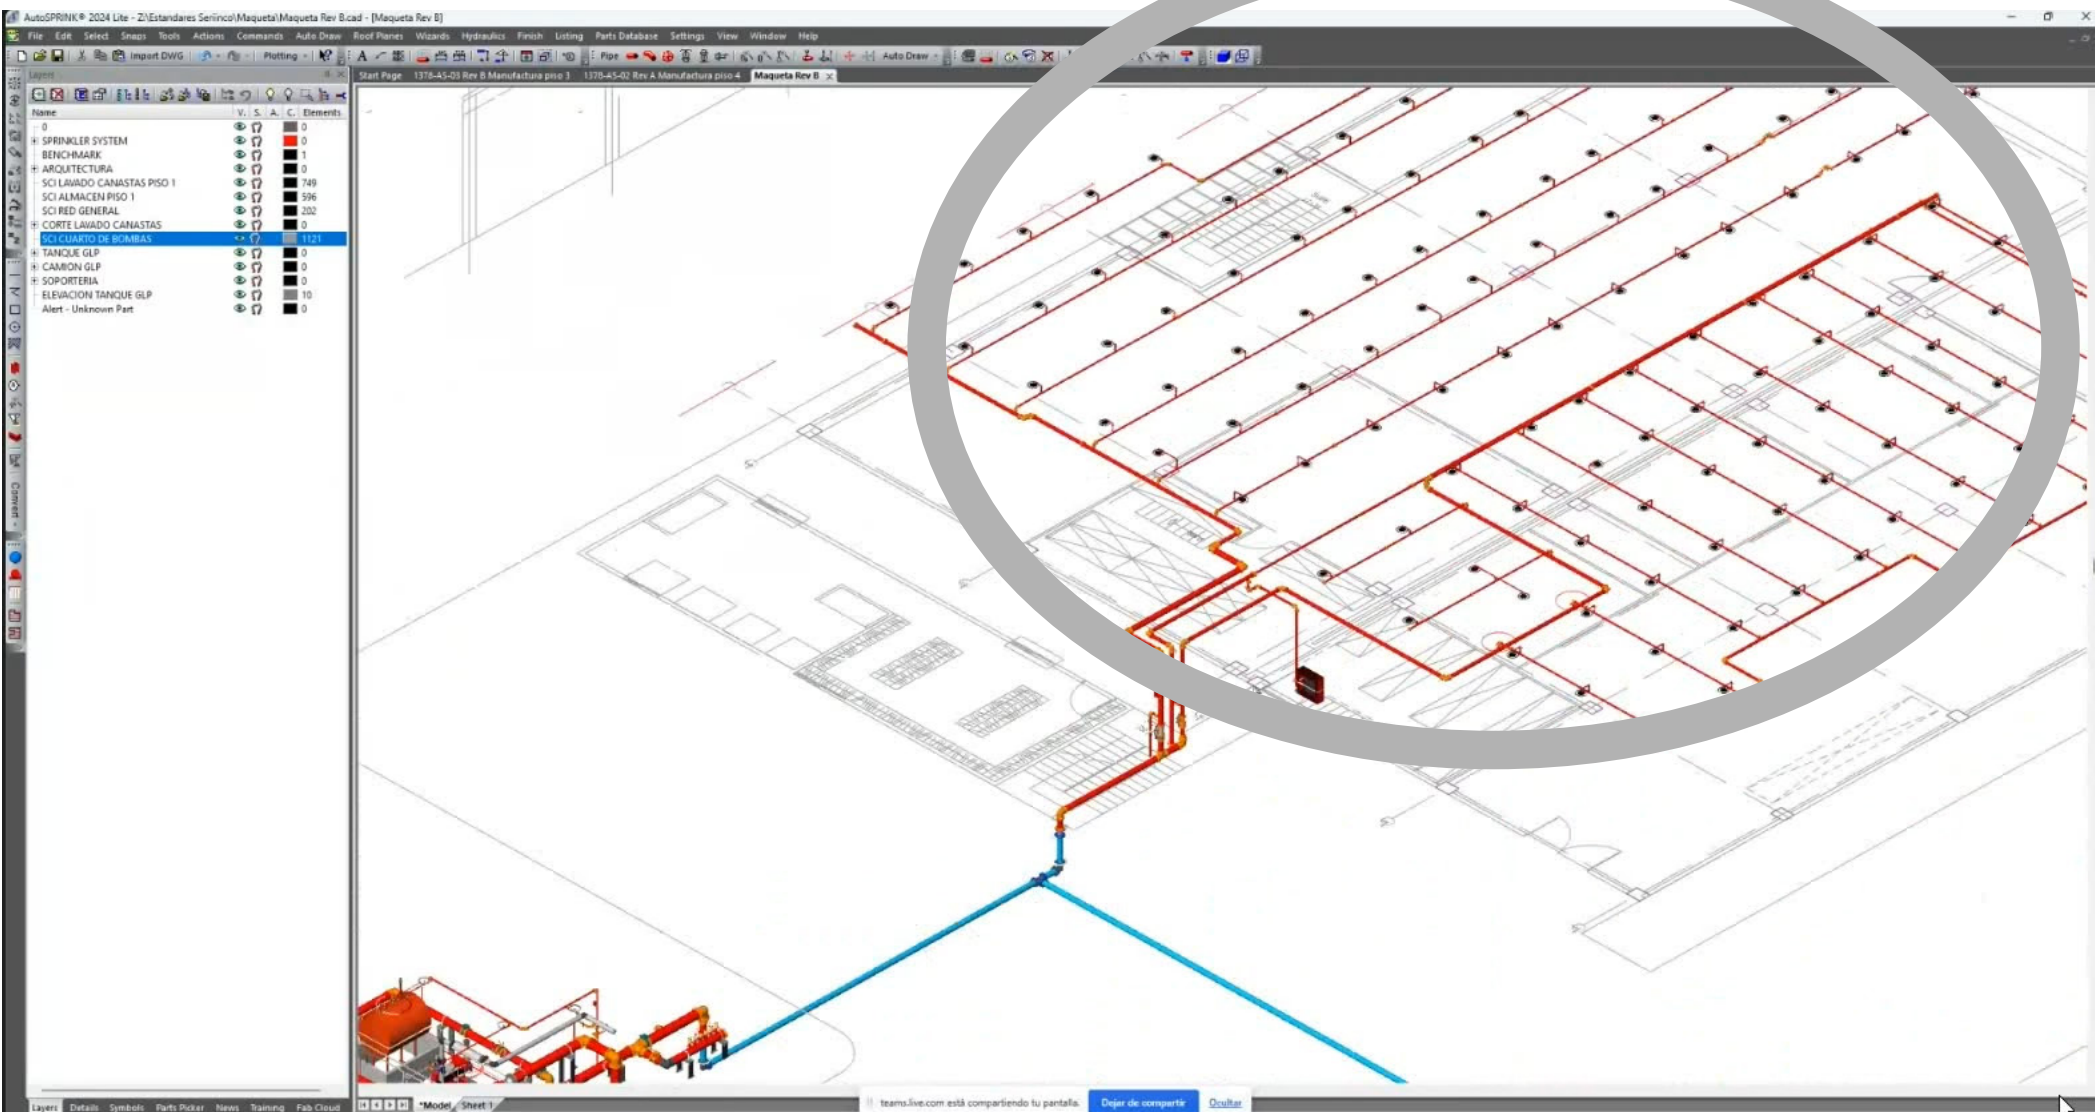 AutoSPRINK® 2024 Lite - Z:\Estandares Seriinco\Maqueta\Maqueta Rev B.cad - [Maqueta Rev B]
File Edit Select Snaps Tools Actions Commands Auto Draw Roof Planes Wizards Hydraulics Finish Listing Parts Database Settings View Window Help
Import DWG Plotting Pipe Auto Draw
Layers
Start Page 1378-AS-03 Rev B Manufactura piso 3 1378-AS-02 Rev A Manufactura piso 4 Maqueta Rev B
Name V. S. A. C. Elements
0 0
SPRINKLER SYSTEM 0
BENCHMARK 1
ARQUITECTURA 0
SCI LAVADO CANASTAS PISO 1 749
SCI ALMACEN PISO 1 596
SCI RED GENERAL 202
CORTE LAVADO CANASTAS 0
SCI CUARTO DE BOMBAS 1121
TANQUE GLP 0
CAMION GLP 0
SOPORTERIA 0
ELEVACION TANQUE GLP 10
Alert - Unknown Part 0
Convert
Layers Details Symbols Parts Picker News Training Fab Cloud
*Model Sheet 1
teams.live.com está compartiendo tu pantalla. Dejar de compartir Ocultar